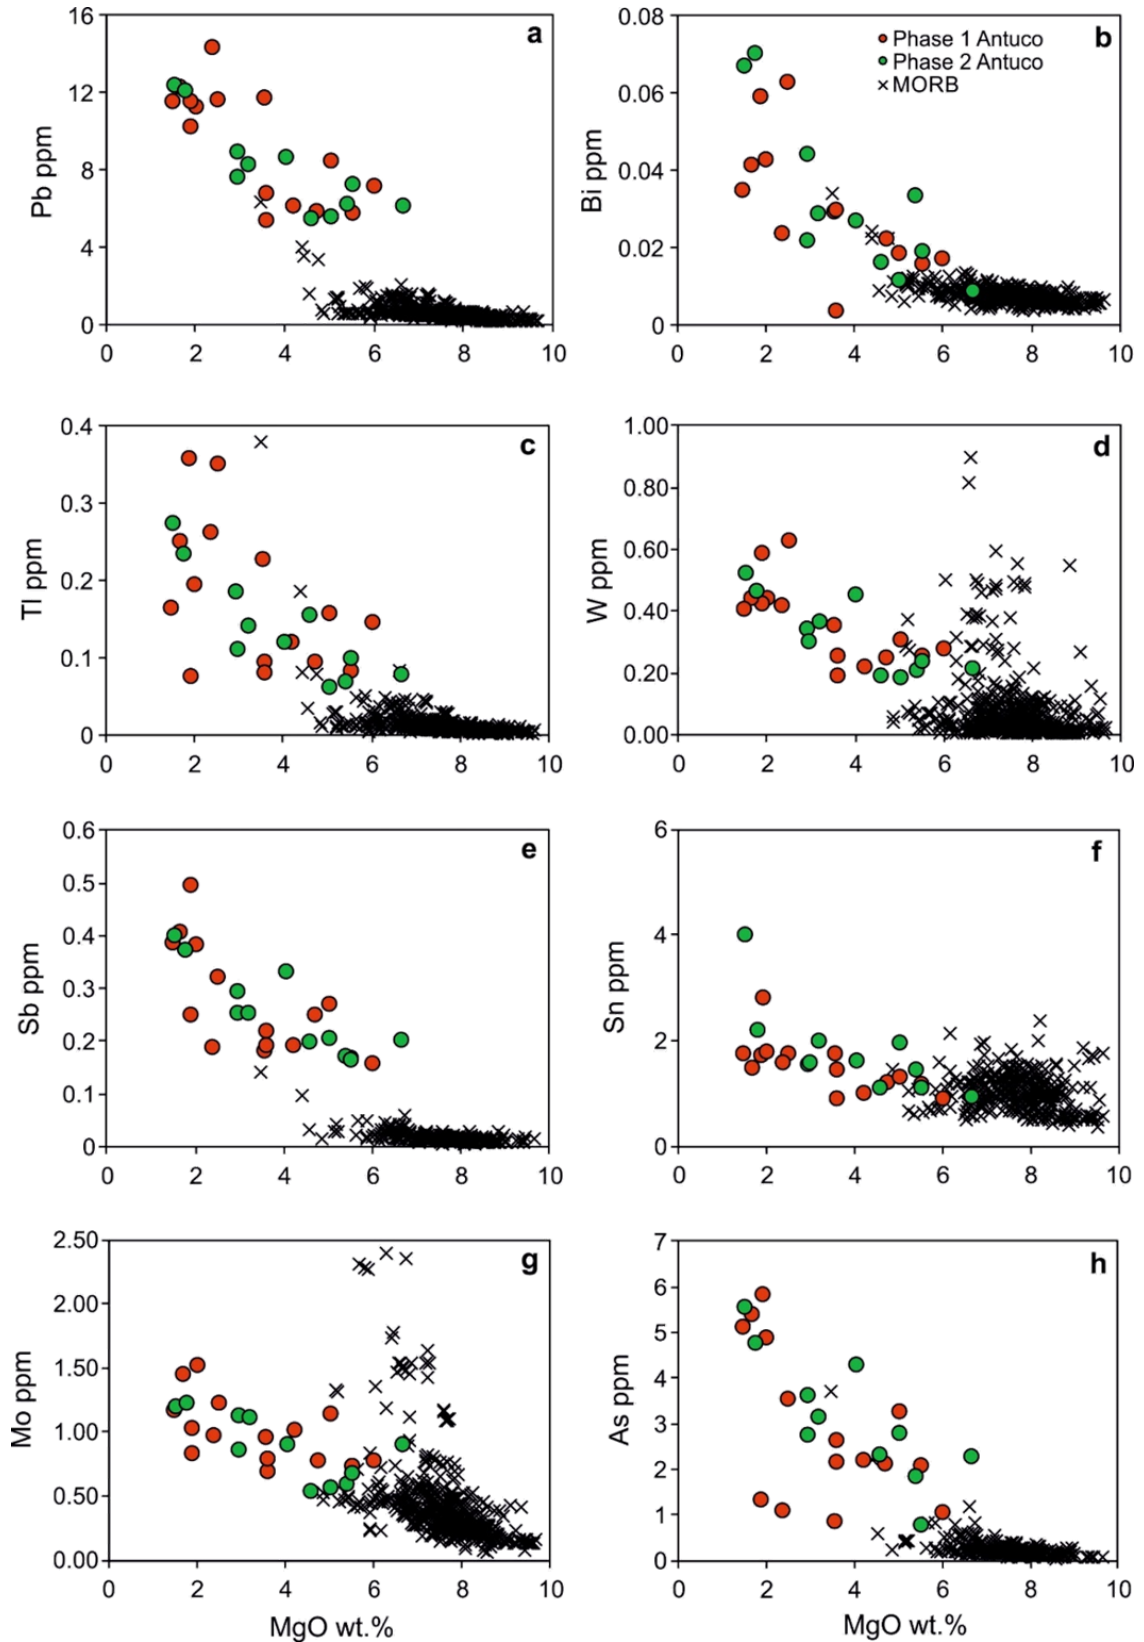 16
12
8
4
0
Pb ppm
a
0 2 4 6 8 10
0.08
0.06
0.04
0.02
0
Bi ppm
b
Phase 1 Antuco
Phase 2 Antuco
MORB
0 2 4 6 8 10
0.4
0.3
0.2
0.1
0
Tl ppm
c
0 2 4 6 8 10
1.00
0.80
0.60
0.40
0.20
0.00
W ppm
d
0 2 4 6 8 10
0.6
0.5
0.4
0.3
0.2
0.1
0
Sb ppm
e
0 2 4 6 8 10
6
4
2
0
Sn ppm
f
0 2 4 6 8 10
2.50
2.00
1.50
1.00
0.50
0.00
Mo ppm
g
0 2 4 6 8 10
MgO wt.%
7
6
5
4
3
2
1
0
As ppm
h
0 2 4 6 8 10
MgO wt.%